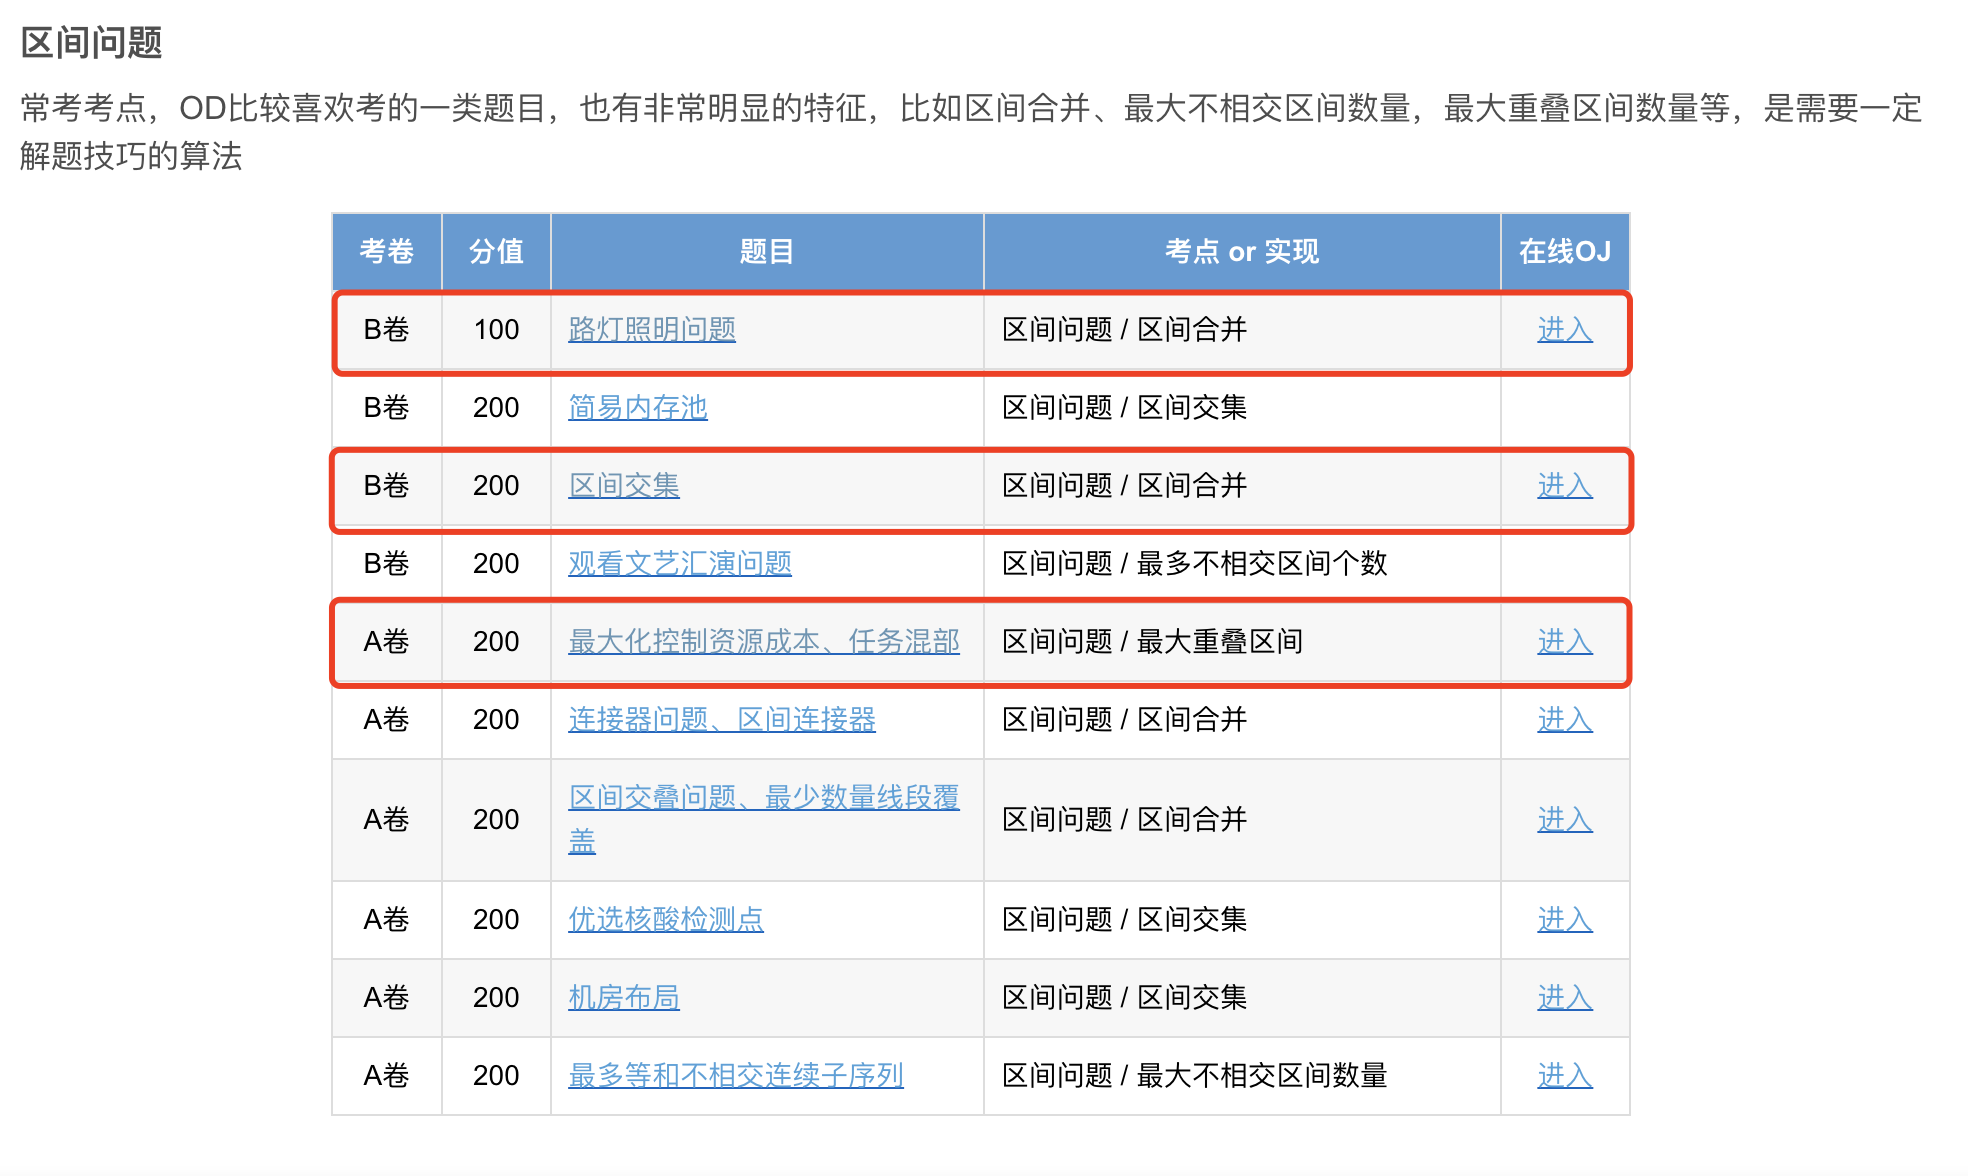 区间问题
常考考点，OD比较喜欢考的一类题目，也有非常明显的特征，比如区间合并、最大不相交区间数量，最大重叠区间数量等，是需要一定
解题技巧的算法
考卷 分值 题目 考点 or 实现 在线OJ
B卷 100 路灯照明问题 区间问题 / 区间合并 进入
B卷 200 简易内存池 区间问题 / 区间交集
B卷 200 区间交集 区间问题 / 区间合并 进入
B卷 200 观看文艺汇演问题 区间问题 / 最多不相交区间个数
A卷 200 最大化控制资源成本、任务混部 区间问题 / 最大重叠区间 进入
A卷 200 连接器问题、区间连接器 区间问题 / 区间合并 进入
A卷 200 区间交叠问题、最少数量线段覆 区间问题 / 区间合并 进入
盖
A卷 200 优选核酸检测点 区间问题 / 区间交集 进入
A卷 200 机房布局 区间问题 / 区间交集 进入
A卷 200 最多等和不相交连续子序列 区间问题 / 最大不相交区间数量 进入